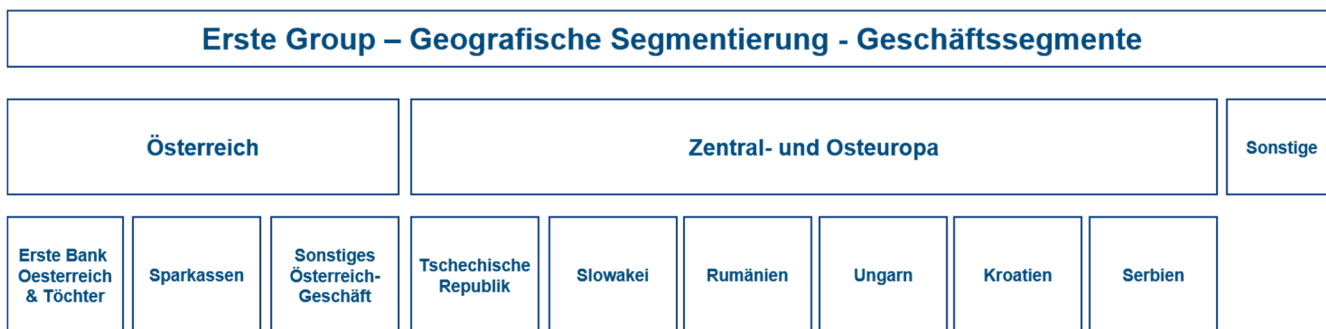 Erste Group – Geografische Segmentierung - Geschäftssegmente
Österreich
Zentral- und Osteuropa
Sonstige
Erste Bank
Oesterreich
& Töchter
Sparkassen
Sonstiges
Österreich-
Geschäft
Tschechische
Republik
Slowakei
Rumänien
Ungarn
Kroatien
Serbien